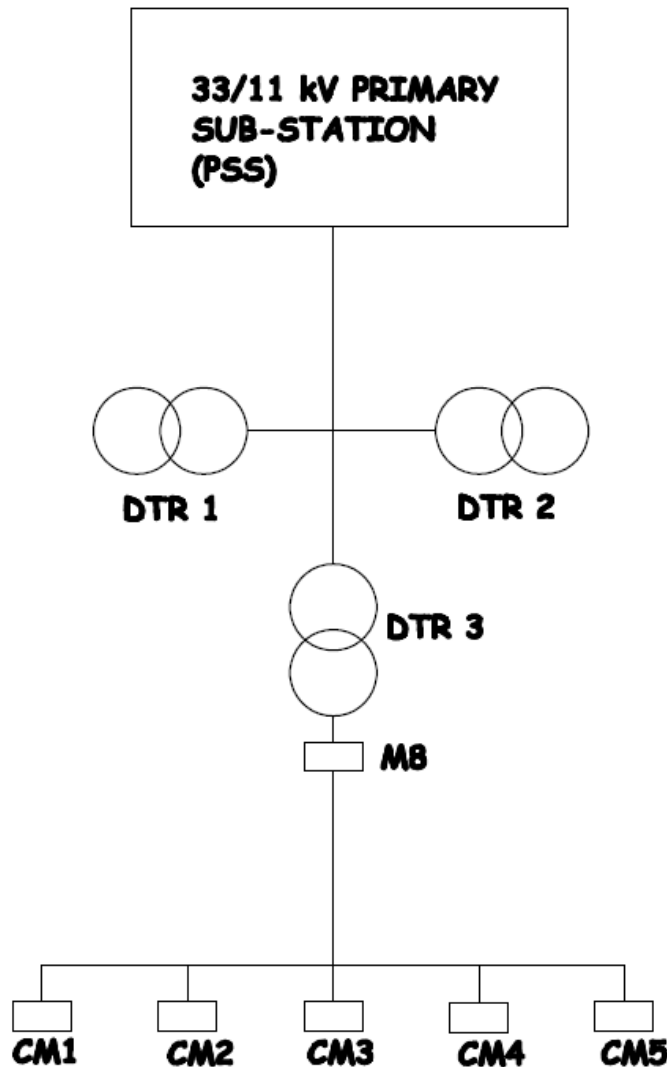 33/11 kV PRIMARY
SUB-STATION
(PSS)
DTR 1
DTR 2
DTR 3
M8
CM1
CM2
CM3
CM4
CM5